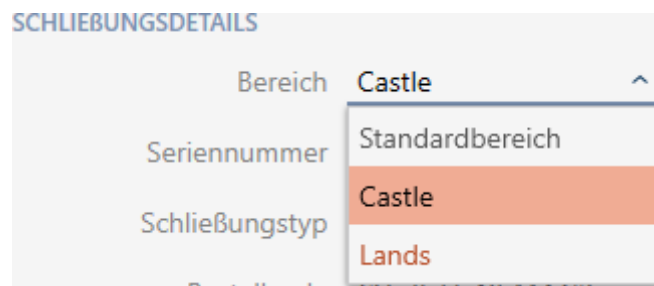 SCHLIEßUNGSDETAILS
Bereich Castle
Standardbereich
Seriennummer
Castle
Schließungstyp
Lands